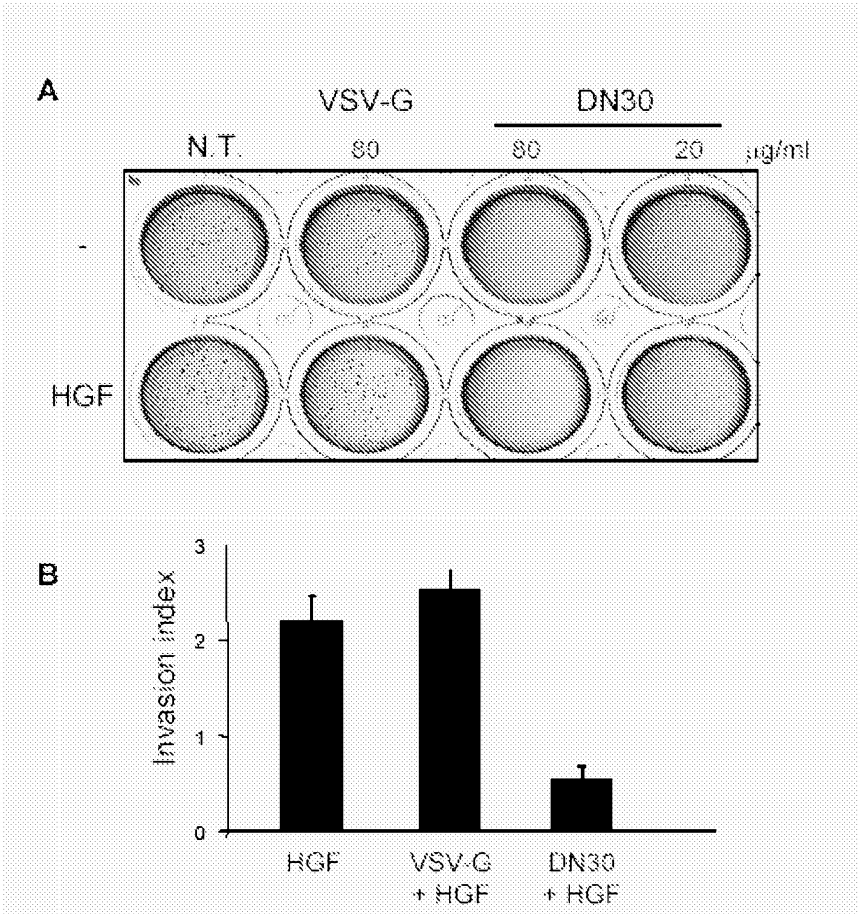 A
VSV-G DN30
N.T. 80 80 20 µg/ml
-
HGF
B
Invasion index
3
2
1
0
HGF VSV-G DN30
+ HGF + HGF